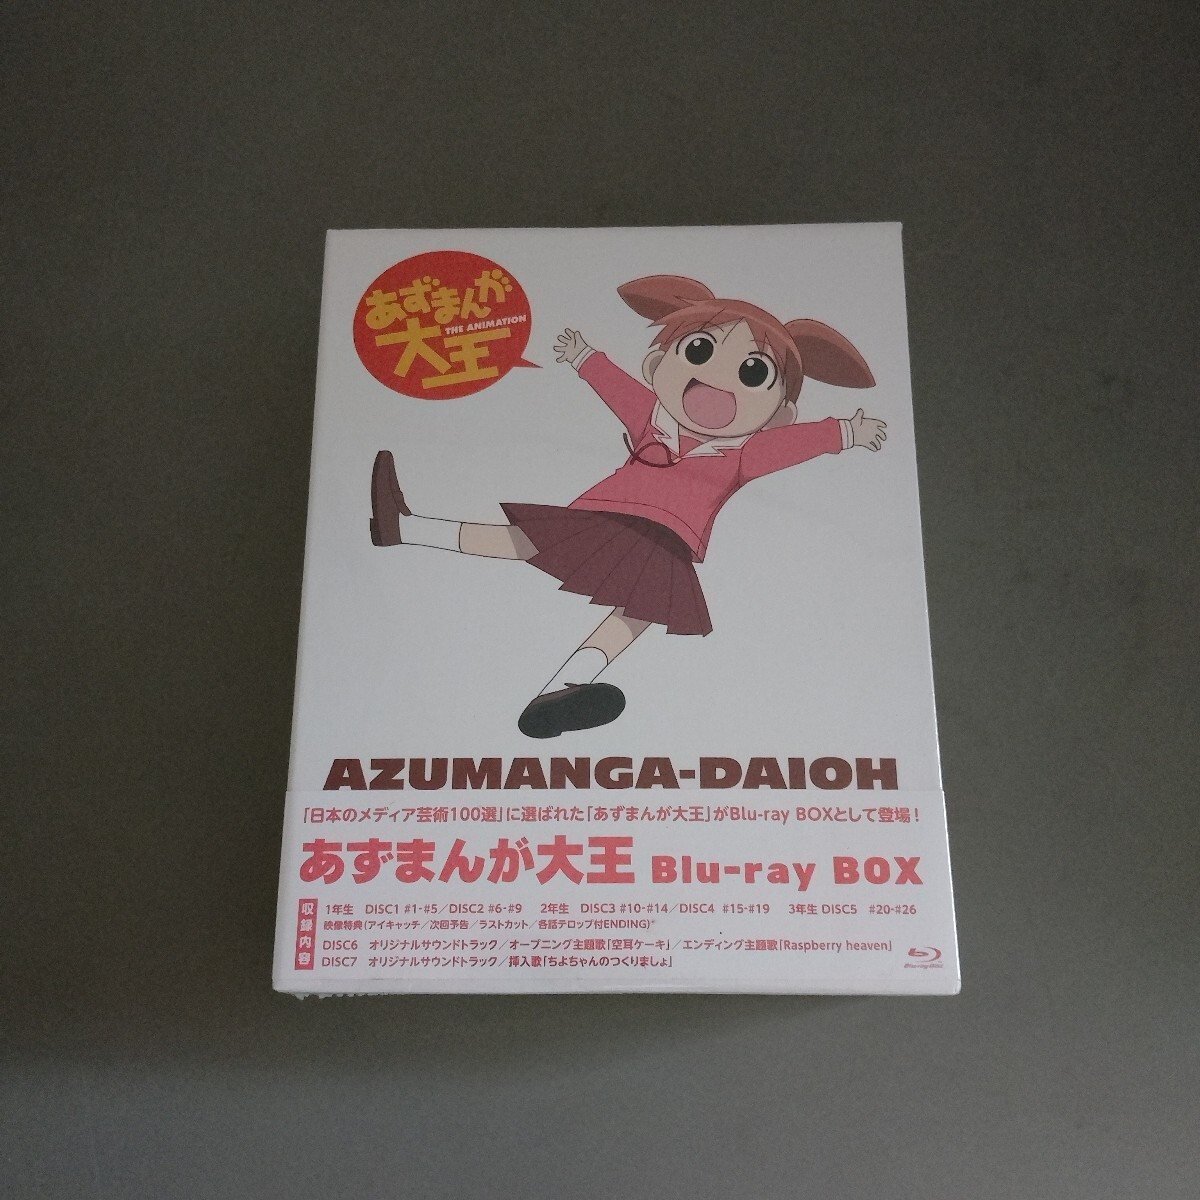 あずまんが
大王
THE ANIMATION
AZUMANGA-DAIOH
「日本のメディア芸術100選」に選ばれた「あずまんが大王」がBlu-ray BOXとして登場！
あずまんが大王 Blu-ray BOX
収録内容
1年生 DISC1 #1-#5／DISC2 #6-#9 2年生 DISC3 #10-#14／DISC4 #15-#19 3年生 DISC5 #20-#26
映像特典（アイキャッチ／次回予告／ラストカット／各話テロップ付ENDING）*
DISC6 オリジナルサウンドトラック／オープニング主題歌「空耳ケーキ」／エンディング主題歌「Raspberry heaven」
DISC7 オリジナルサウンドトラック／挿入歌「ちよちゃんのつくりましょ」
Blu-ray Disc